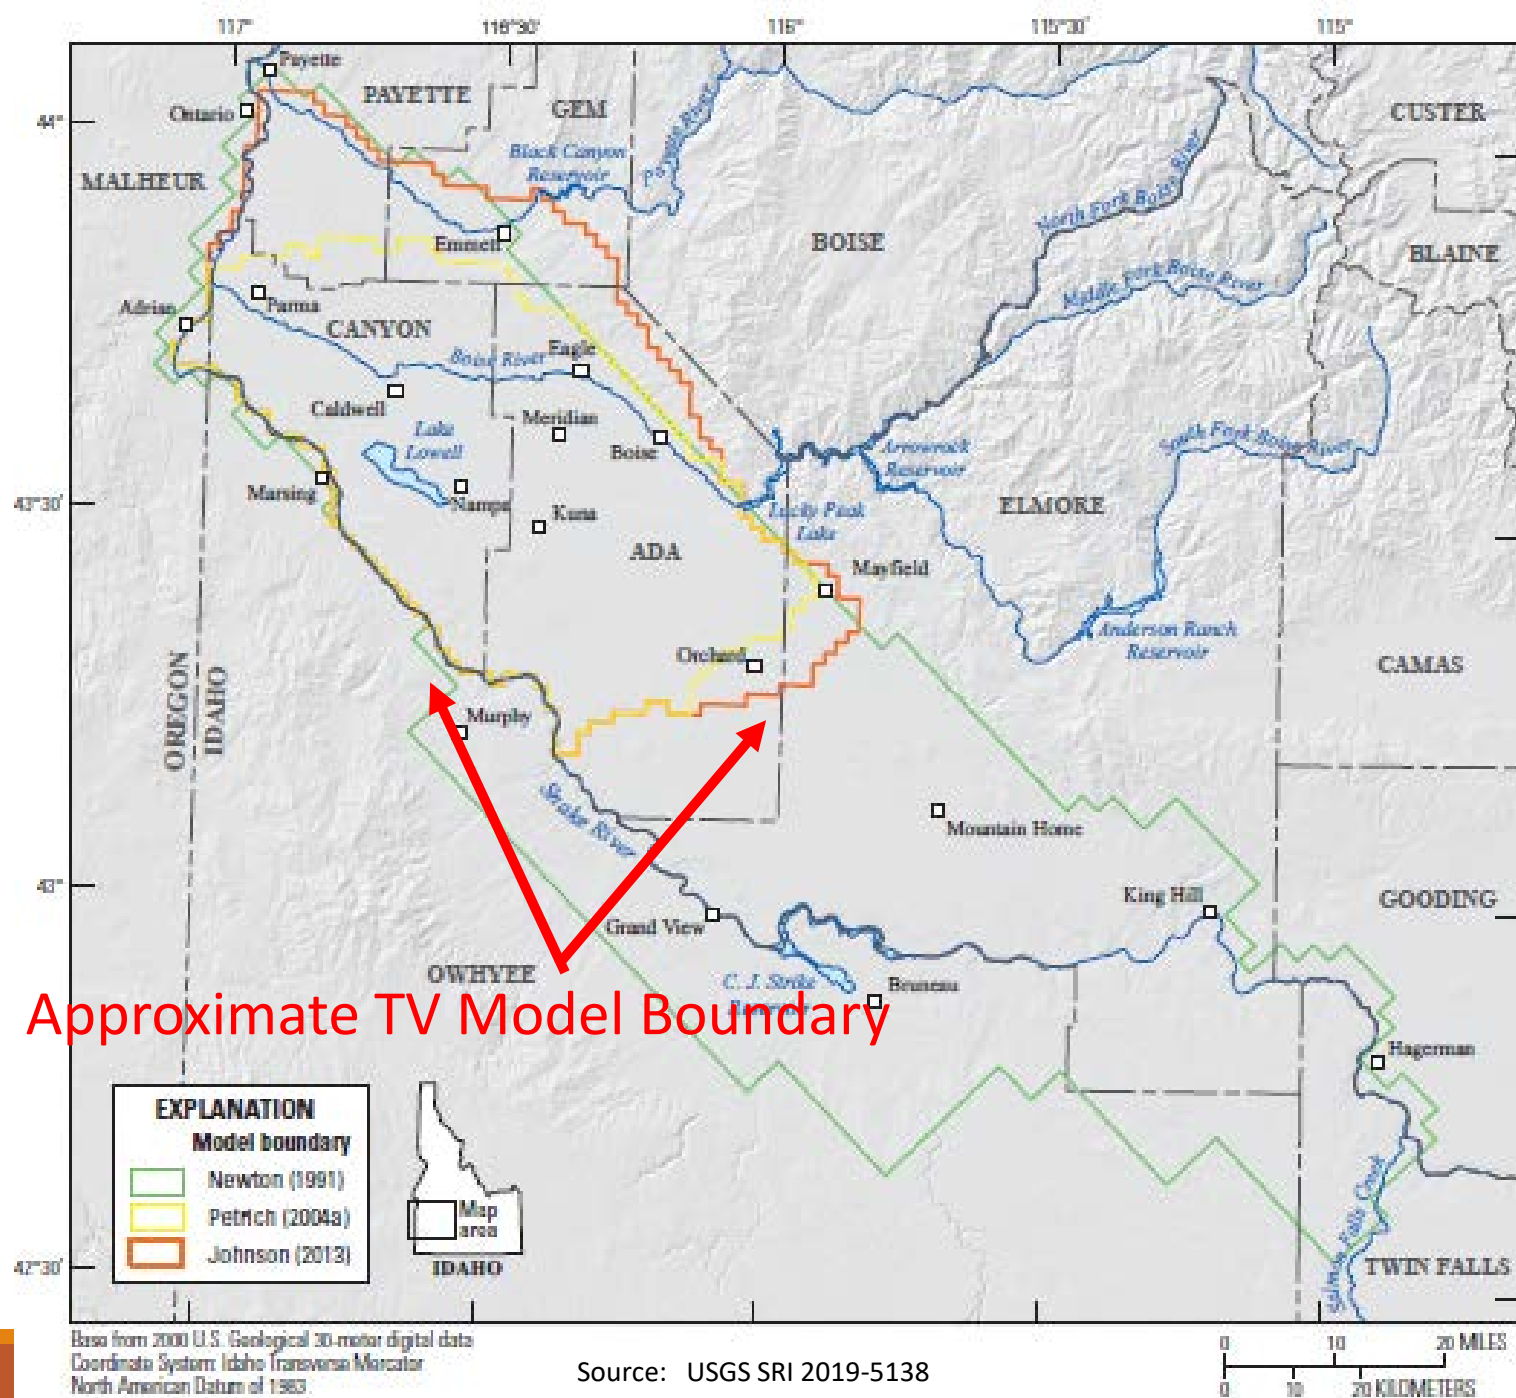 117° 116°30' 116° 115°30' 115°
Payette
PAYETTE
GEM
CUSTER
Ontario
44°
Black Canyon
Reservoir
Payette River
MALHEUR
North Fork Boise River
BOISE
BLAINE
Emmett
Middle Fork Boise River
Adrian
Parma
CANYON
Boise River
Eagle
Caldwell
Meridian
Lake
Lowell
Boise
Arrowrock
Reservoir
South Fork Boise River
Marsing
Nampa
43°30'
Kuna
Lucky Peak
Lake
ELMORE
ADA
Mayfield
Anderson Ranch
Reservoir
Orchard
CAMAS
OREGON
IDAHO
Murphy
Snake River
Mountain Home
43°
King Hill
GOODING
Grand View
OWHYEE
C. J. Strike
Reservoir
Bruneau
Approximate TV Model Boundary
Hagerman
EXPLANATION
Model boundary
Newton (1991)
Petrich (2004a)
Johnson (2013)
Map
area
IDAHO
Salmon Falls Creek
42°30'
TWIN FALLS
Base from 2000 U.S. Geological 30-meter digital data
Coordinate System: Idaho Transverse Mercator
North American Datum of 1983
Source: USGS SRI 2019-5138
0 10 20 MILES
0 10 20 KILOMETERS